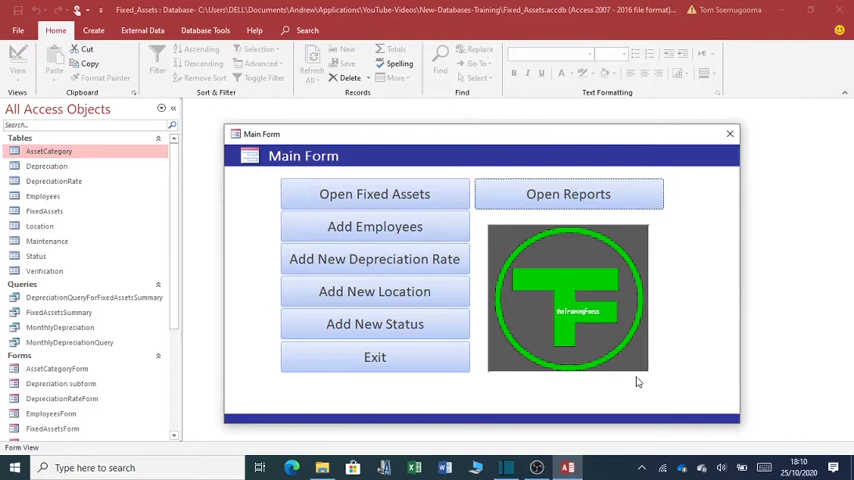 Fixed_Assets : Database- C:\Users\DELL\Documents\Andrew\Applications\YouTube-Videos\New-Databases-Training\Fixed_Assets.accdb (Access 2007 - 2016 file format)...
Tom Ssemugooma
File Home Create External Data Database Tools Help Search
View
Views
Paste
Cut
Copy
Format Painter
Clipboard
Filter
Ascending
Descending
Remove Sort
Selection
Advanced
Toggle Filter
Sort & Filter
Refresh
All
New
Save
Delete
Totals
Spelling
More
Records
Find
Replace
Go To
Select
Find
B I U
Text Formatting
All Access Objects
Search...
Tables
AssetCategory
Depreciation
DepreciationRate
Employees
FixedAssets
Location
Maintenance
Status
Verification
Queries
DepreciationQueryForFixedAssetsSummary
FixedAssetsSummary
MonthlyDepreciation
MonthlyDepreciationQuery
Forms
AssetCategoryForm
Depreciation subform
DepreciationRateForm
EmployeesForm
FixedAssetsForm
Main Form
Main Form
Open Fixed Assets
Open Reports
Add Employees
Add New Depreciation Rate
Add New Location
Add New Status
Exit
theTrainingFocus
Form View
Type here to search
18:10
25/10/2020